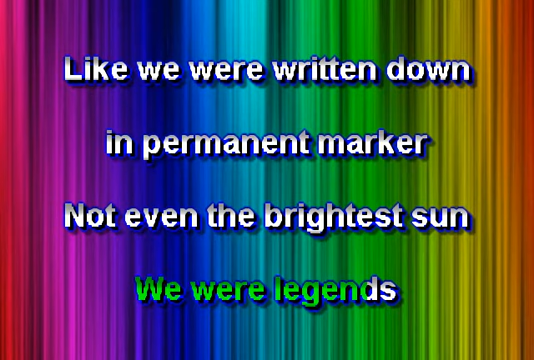 Like we were written down
in permanent marker
Not even the brightest sun
We were legends